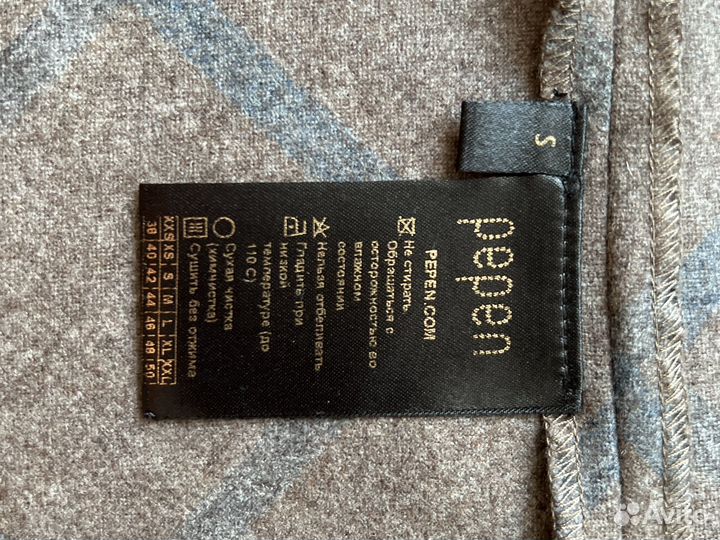 S
pepen
PEPEN.COM
Не стирать
Обращаться с
осторожностью во
влажном
состоянии
Нельзя отбеливать
Гладить при
низкой
температуре (до
110 С)
Сухая чистка
(химчистка)
Сушить без отжима
XXS XS S M L XL XXL
38 40 42 44 46 48 50
Avito